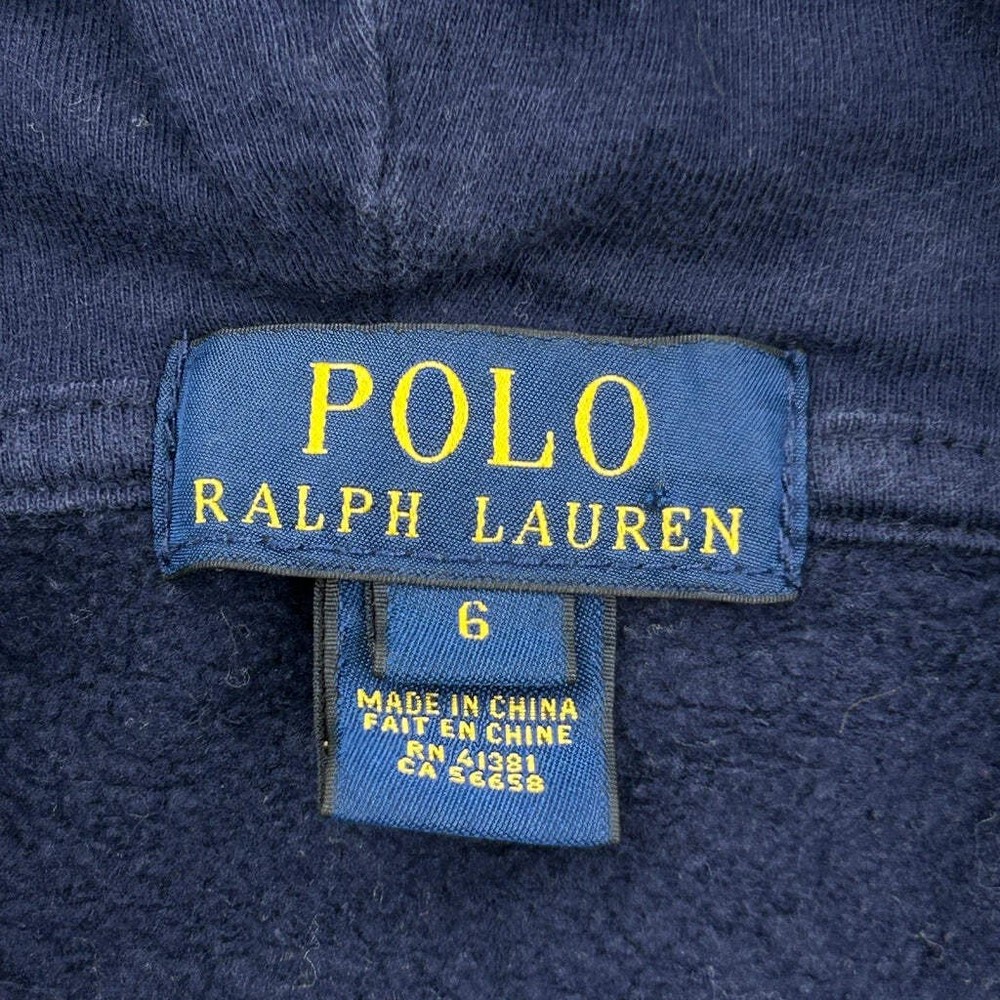 POLO
RALPH LAUREN
6
MADE IN CHINA
FAIT EN CHINE
RN 41381
CA 56658